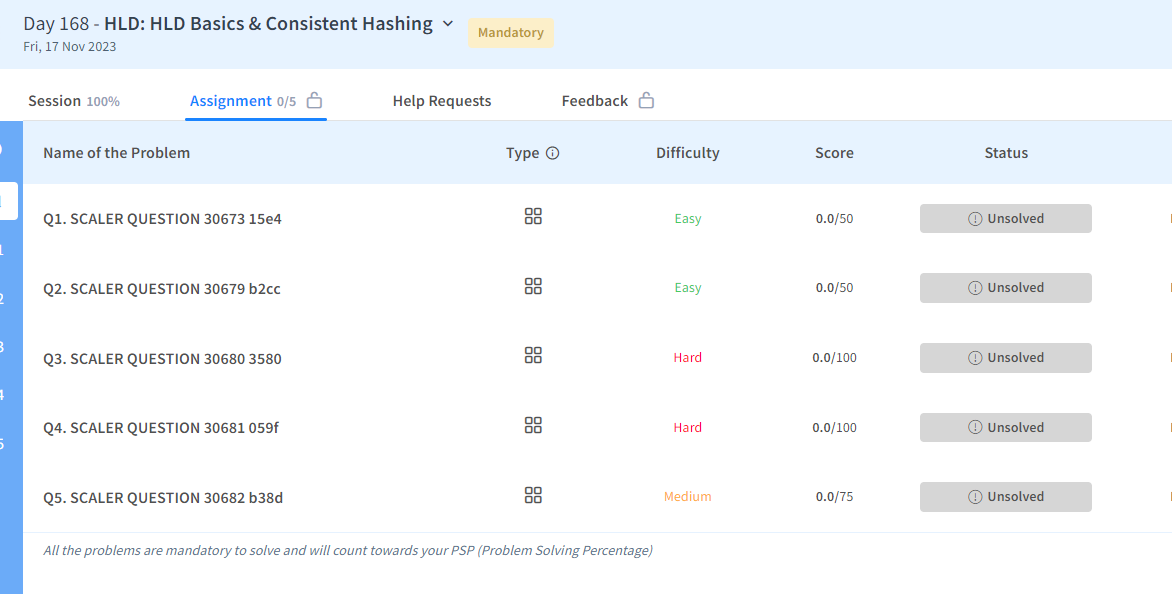 Day 168 - HLD: HLD Basics & Consistent Hashing
Mandatory
Fri, 17 Nov 2023
Session 100%
Assignment 0/5
Help Requests
Feedback
Name of the Problem
Type
Difficulty
Score
Status
Q1. SCALER QUESTION 30673 15e4
Easy
0.0/50
Unsolved
Q2. SCALER QUESTION 30679 b2cc
Easy
0.0/50
Unsolved
Q3. SCALER QUESTION 30680 3580
Hard
0.0/100
Unsolved
Q4. SCALER QUESTION 30681 059f
Hard
0.0/100
Unsolved
Q5. SCALER QUESTION 30682 b38d
Medium
0.0/75
Unsolved
All the problems are mandatory to solve and will count towards your PSP (Problem Solving Percentage)